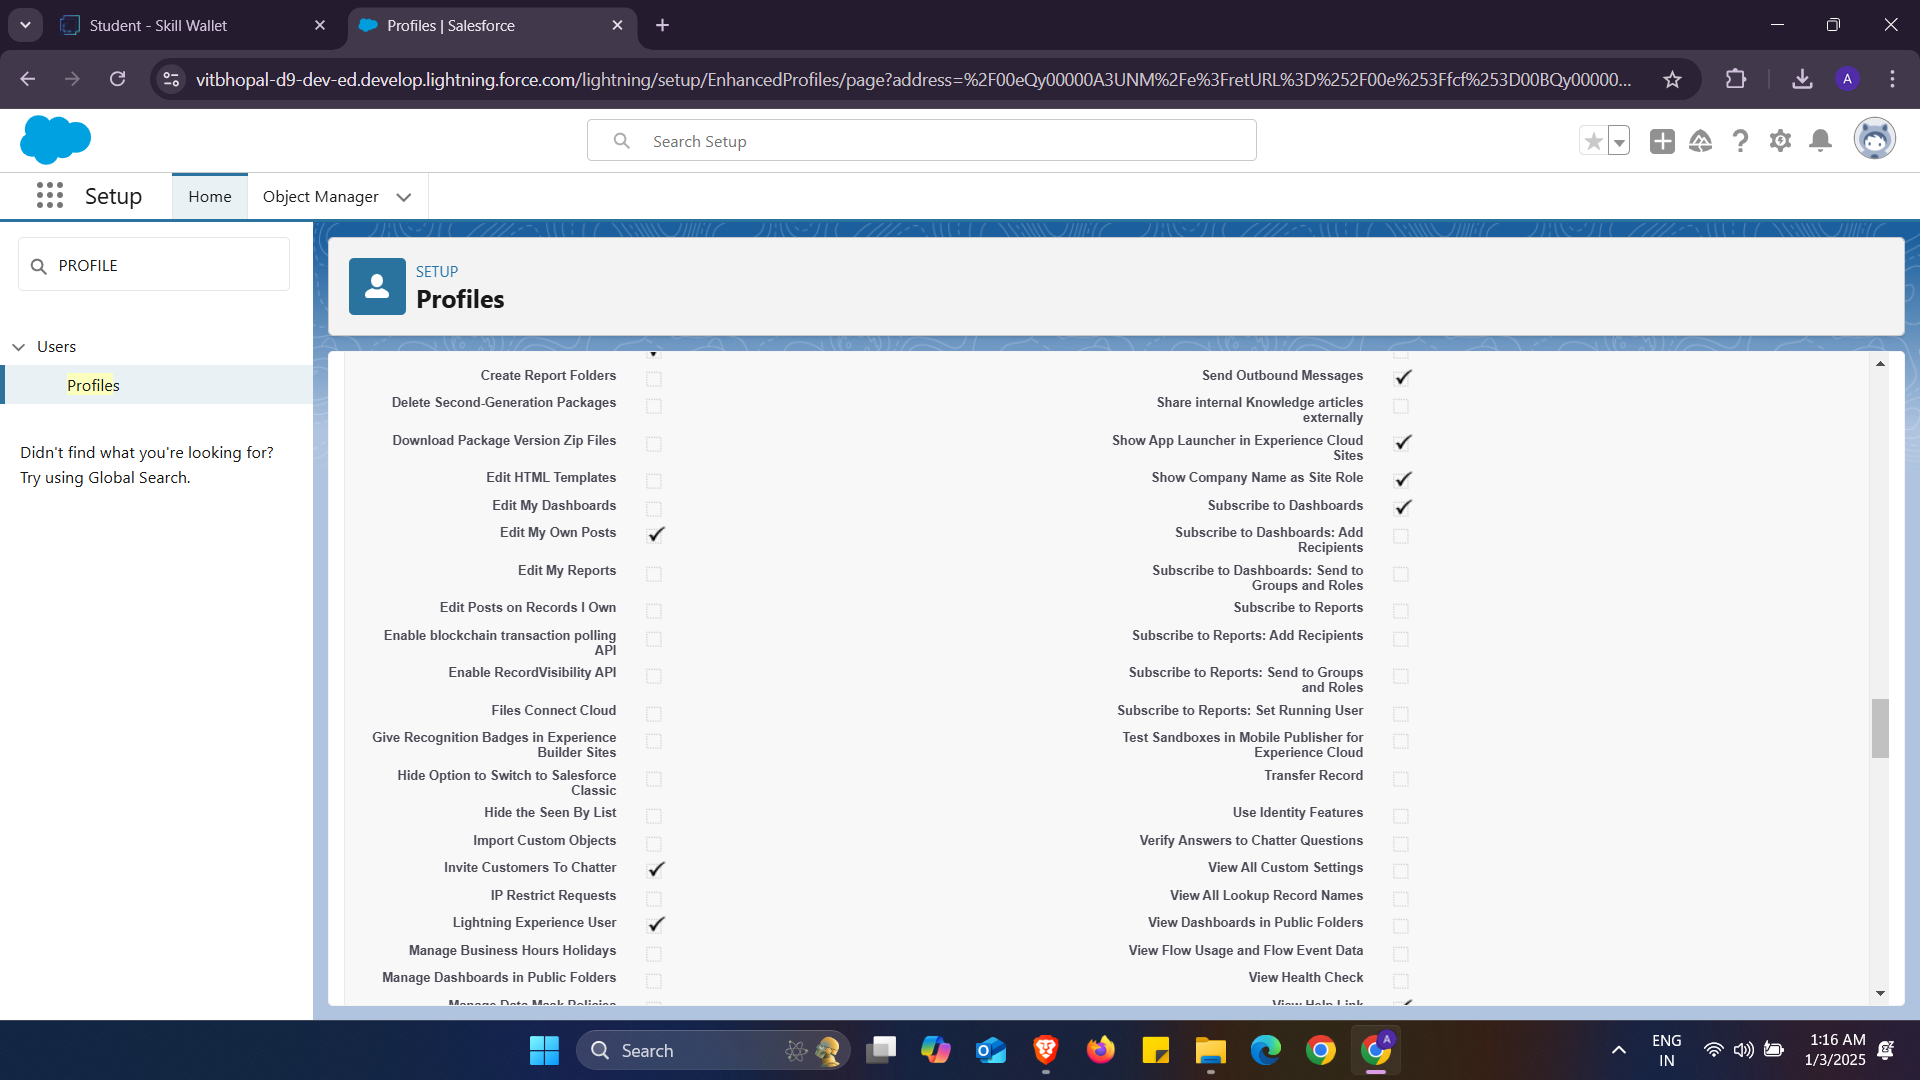 Student - Skill Wallet
Profiles | Salesforce
vitbhopal-d9-dev-ed.develop.lightning.force.com/lightning/setup/EnhancedProfiles/page?address=%2F00eQy00000A3UNM%2Fe%3FretURL%3D%252F00e%253Ffcf%253D00BQy00000...
A
Search Setup
Setup
Home
Object Manager
PROFILE
Users
Profiles
Didn't find what you're looking for?
Try using Global Search.
SETUP
Profiles
Create Report Folders
Send Outbound Messages
Delete Second-Generation Packages
Share internal Knowledge articles
externally
Download Package Version Zip Files
Show App Launcher in Experience Cloud
Sites
Edit HTML Templates
Show Company Name as Site Role
Edit My Dashboards
Subscribe to Dashboards
Edit My Own Posts
Subscribe to Dashboards: Add
Recipients
Edit My Reports
Subscribe to Dashboards: Send to
Groups and Roles
Edit Posts on Records I Own
Subscribe to Reports
Enable blockchain transaction polling
API
Subscribe to Reports: Add Recipients
Enable RecordVisibility API
Subscribe to Reports: Send to Groups
and Roles
Files Connect Cloud
Subscribe to Reports: Set Running User
Give Recognition Badges in Experience
Builder Sites
Test Sandboxes in Mobile Publisher for
Experience Cloud
Hide Option to Switch to Salesforce
Classic
Transfer Record
Hide the Seen By List
Use Identity Features
Import Custom Objects
Verify Answers to Chatter Questions
Invite Customers To Chatter
View All Custom Settings
IP Restrict Requests
View All Lookup Record Names
Lightning Experience User
View Dashboards in Public Folders
Manage Business Hours Holidays
View Flow Usage and Flow Event Data
Manage Dashboards in Public Folders
View Health Check
Manage Data Mask Policies
View Help Link
Search
A
ENG
IN
1:16 AM
1/3/2025